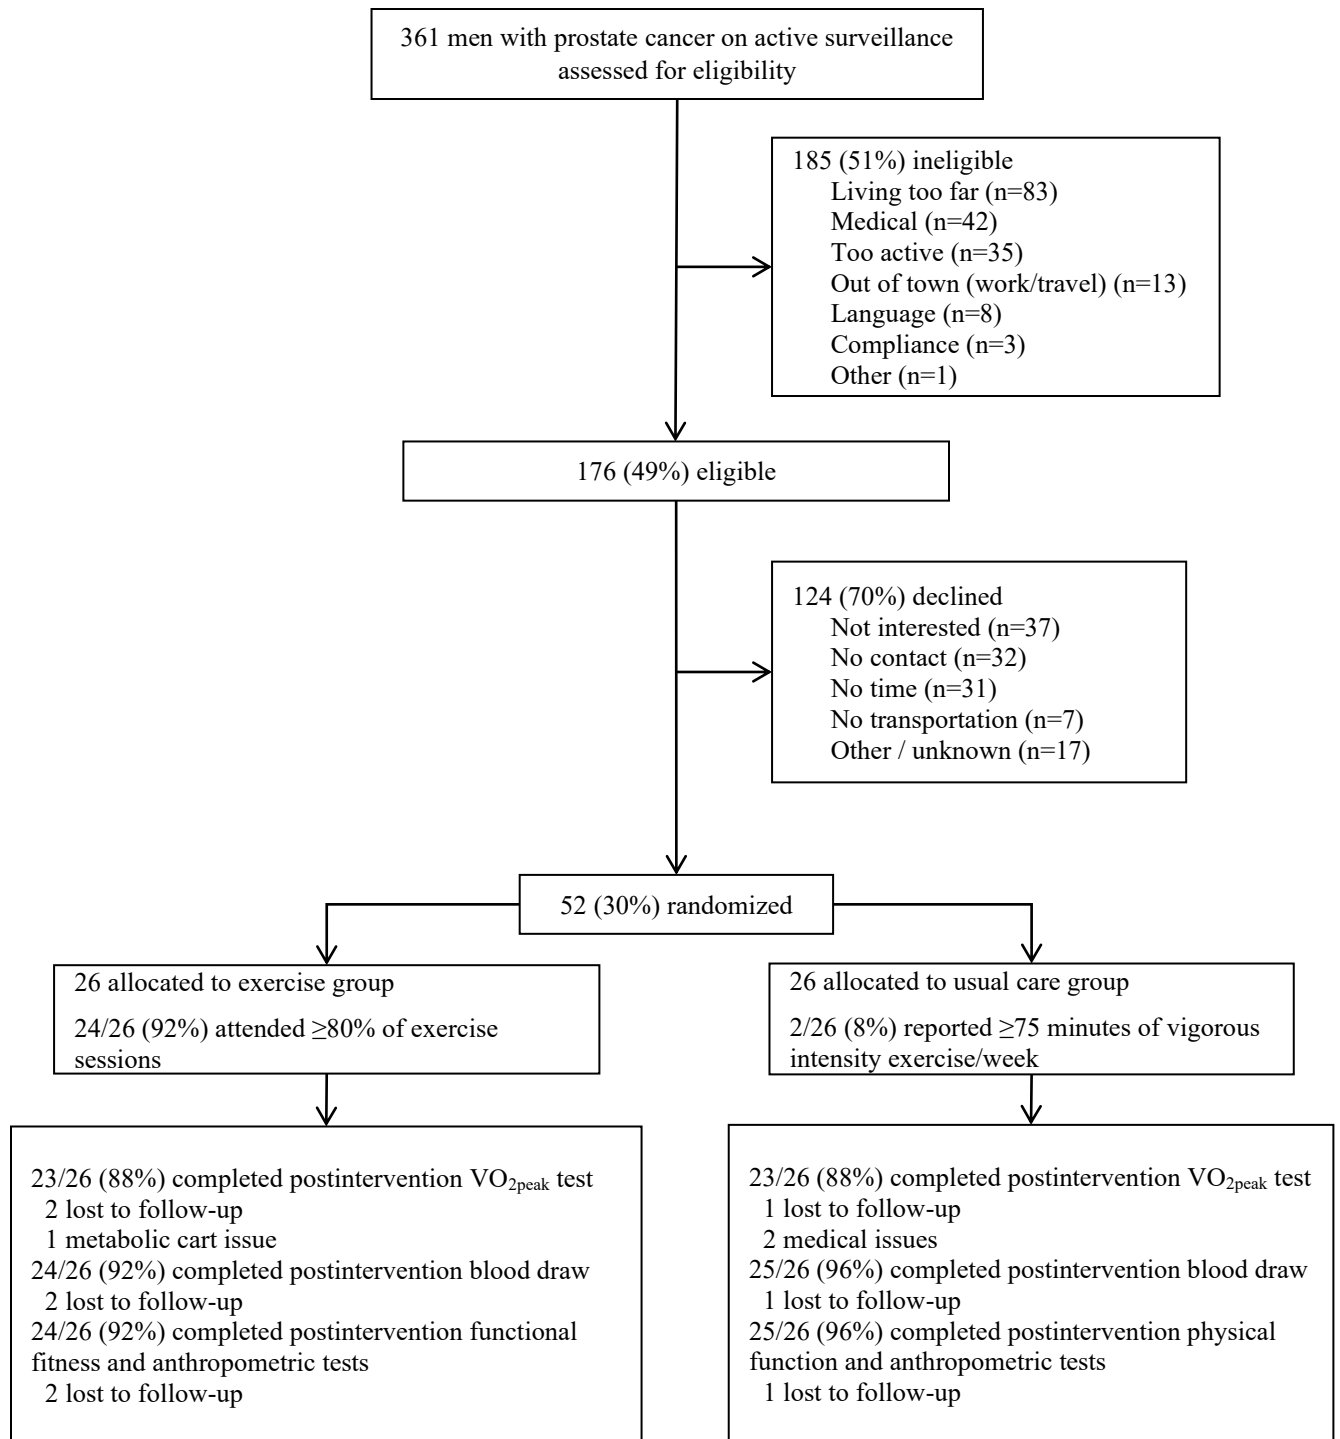 361 men with prostate cancer on active surveillance
assessed for eligibility
185 (51%) ineligible
Living too far (n=83)
Medical (n=42)
Too active (n=35)
Out of town (work/travel) (n=13)
Language (n=8)
Compliance (n=3)
Other (n=1)
176 (49%) eligible
124 (70%) declined
Not interested (n=37)
No contact (n=32)
No time (n=31)
No transportation (n=7)
Other / unknown (n=17)
52 (30%) randomized
26 allocated to exercise group
24/26 (92%) attended ≥80% of exercise
sessions
26 allocated to usual care group
2/26 (8%) reported ≥75 minutes of vigorous
intensity exercise/week
23/26 (88%) completed postintervention VO₂peak test
2 lost to follow-up
1 metabolic cart issue
24/26 (92%) completed postintervention blood draw
2 lost to follow-up
24/26 (92%) completed postintervention functional
fitness and anthropometric tests
2 lost to follow-up
23/26 (88%) completed postintervention VO₂peak test
1 lost to follow-up
2 medical issues
25/26 (96%) completed postintervention blood draw
1 lost to follow-up
25/26 (96%) completed postintervention physical
function and anthropometric tests
1 lost to follow-up